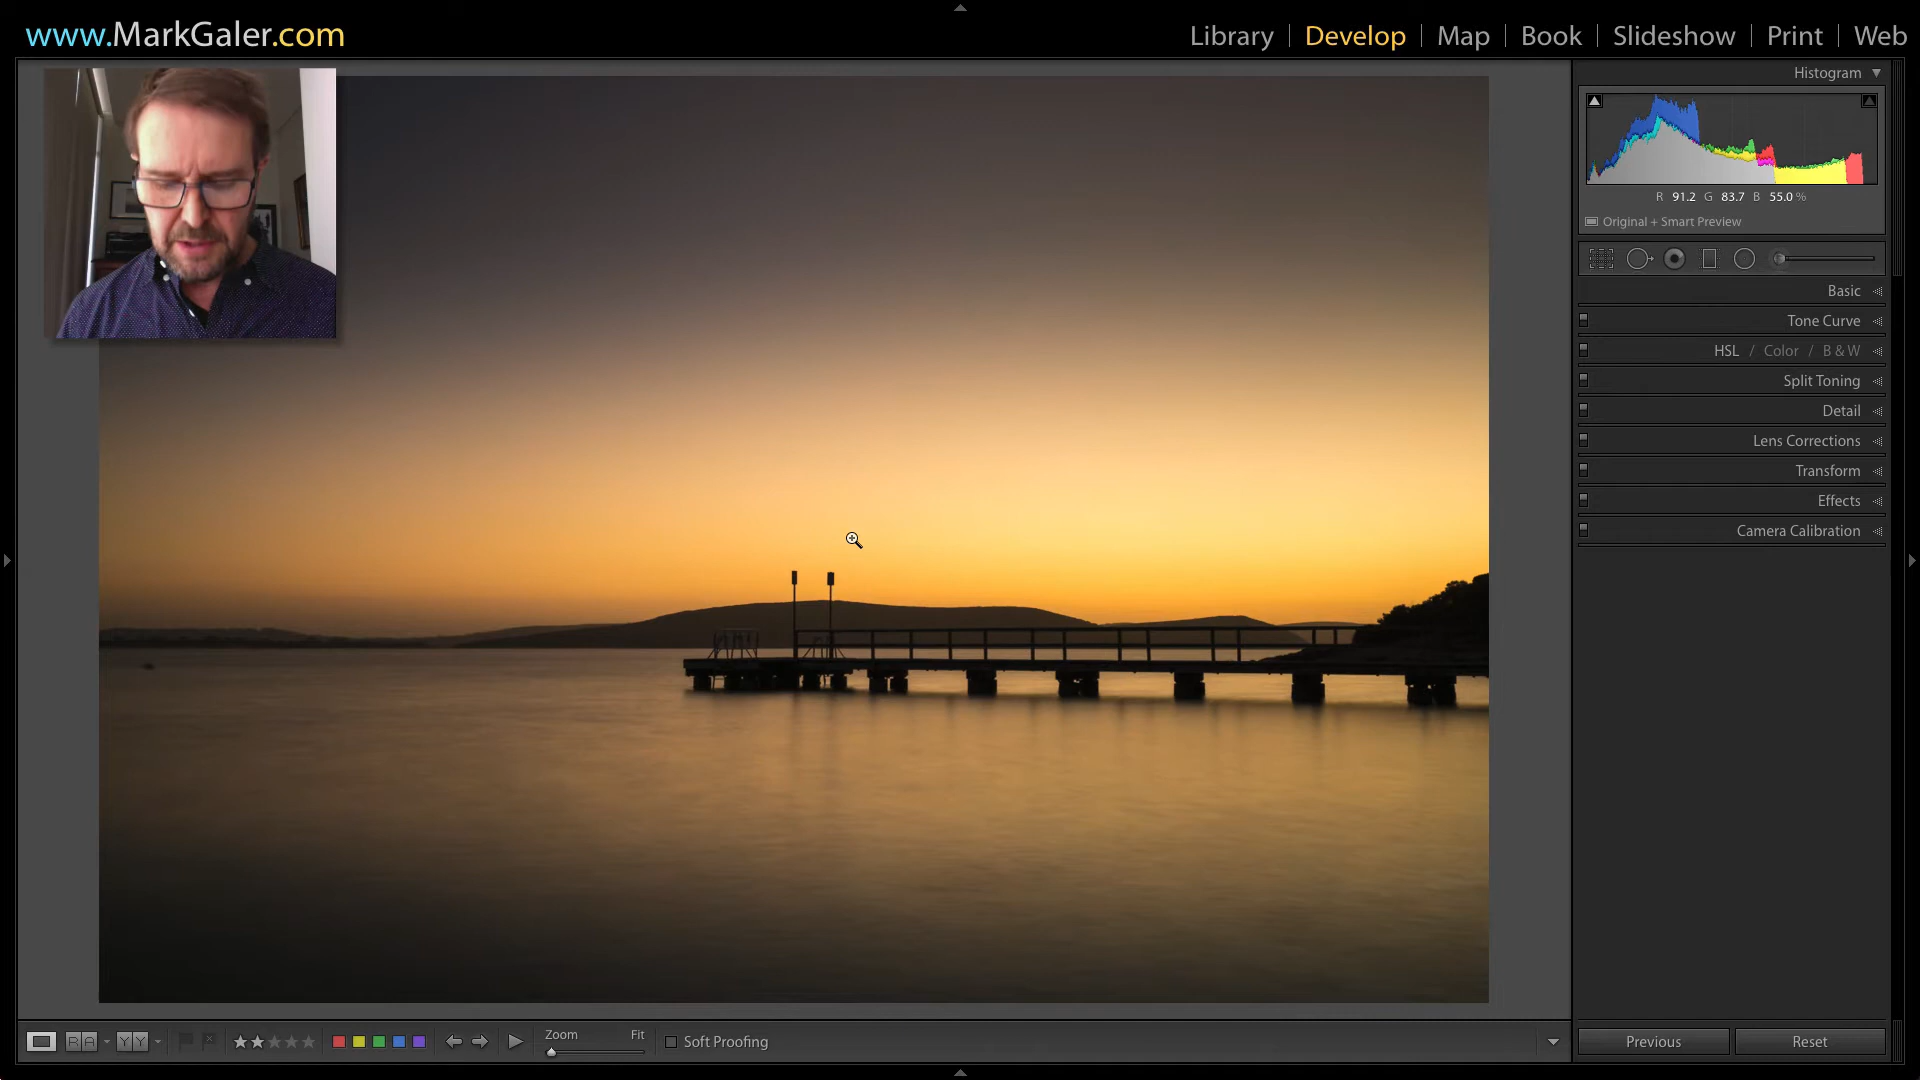 www.MarkGaler.com
Library | Develop | Map | Book | Slideshow | Print | Web
Histogram
R 91.2 G 83.7 B 55.0 %
Original + Smart Preview
Basic
Tone Curve
HSL / Color / B & W
Split Toning
Detail
Lens Corrections
Transform
Effects
Camera Calibration
R A
Y Y
Zoom Fit
Soft Proofing
Previous
Reset